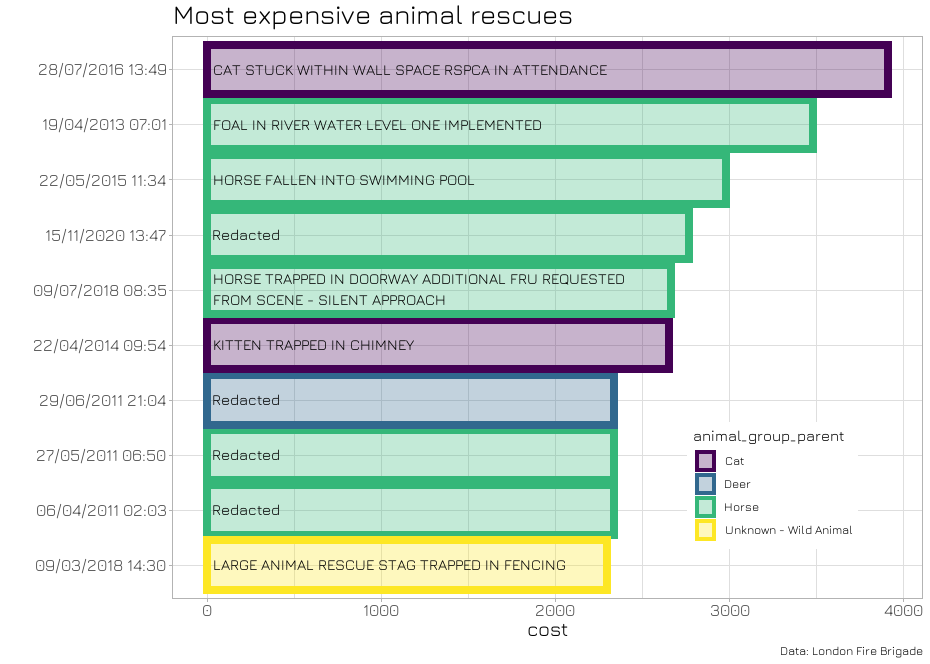 Most expensive animal rescues
28/07/2016 13:49
CAT STUCK WITHIN WALL SPACE RSPCA IN ATTENDANCE
19/04/2013 07:01
FOAL IN RIVER WATER LEVEL ONE IMPLEMENTED
22/05/2015 11:34
HORSE FALLEN INTO SWIMMING POOL
15/11/2020 13:47
Redacted
09/07/2018 08:35
HORSE TRAPPED IN DOORWAY ADDITIONAL FRU REQUESTED
FROM SCENE - SILENT APPROACH
22/04/2014 09:54
KITTEN TRAPPED IN CHIMNEY
29/06/2011 21:04
Redacted
27/05/2011 06:50
Redacted
06/04/2011 02:03
Redacted
09/03/2018 14:30
LARGE ANIMAL RESCUE STAG TRAPPED IN FENCING
animal_group_parent
Cat
Deer
Horse
Unknown - Wild Animal
0 1000 2000 3000 4000
cost
Data: London Fire Brigade